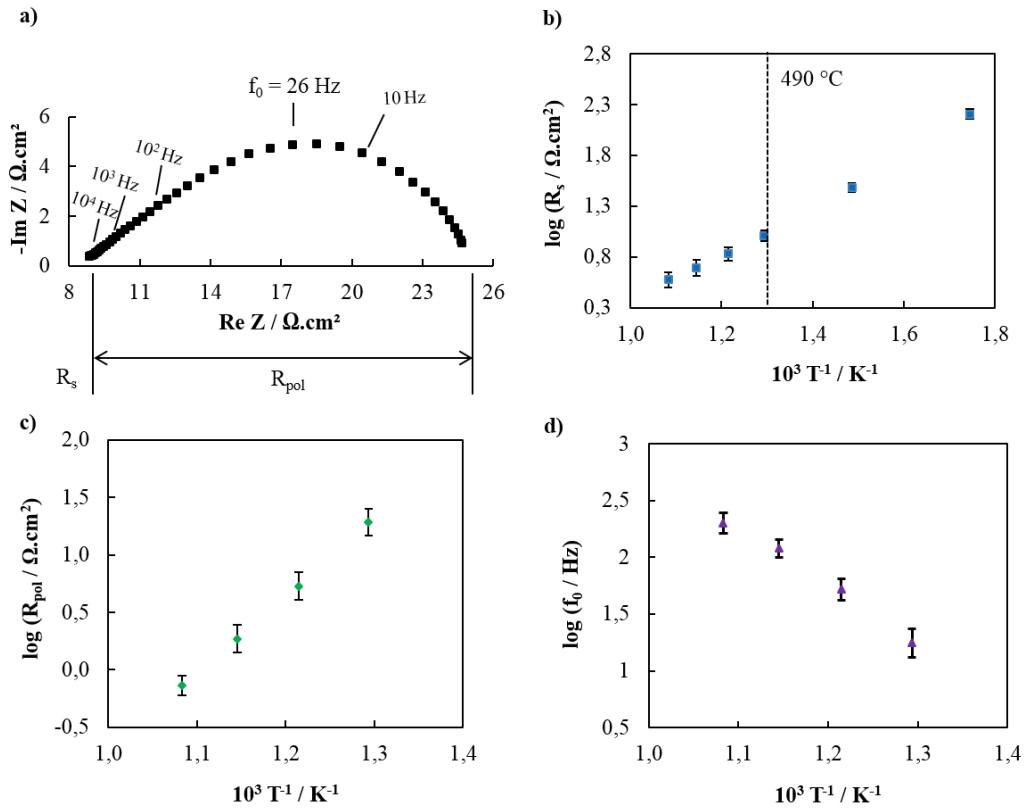 a)
f₀ = 26 Hz
10 Hz
10² Hz
10³ Hz
10⁴ Hz
6
4
2
0
-Im Z / Ω.cm²
8
11
14
17
20
23
26
Re Z / Ω.cm²
Rₛ
Rₚₒₗ
b)
490 °C
2,8
2,3
1,8
1,3
0,8
0,3
log (Rₛ / Ω.cm²)
1,0
1,2
1,4
1,6
1,8
10³ T⁻¹ / K⁻¹
c)
2,0
1,5
1,0
0,5
0,0
-0,5
log (Rₚₒₗ / Ω.cm²)
1,0
1,1
1,2
1,3
1,4
10³ T⁻¹ / K⁻¹
d)
3
2,5
2
1,5
1
0,5
log (f₀ / Hz)
1,0
1,1
1,2
1,3
1,4
10³ T⁻¹ / K⁻¹